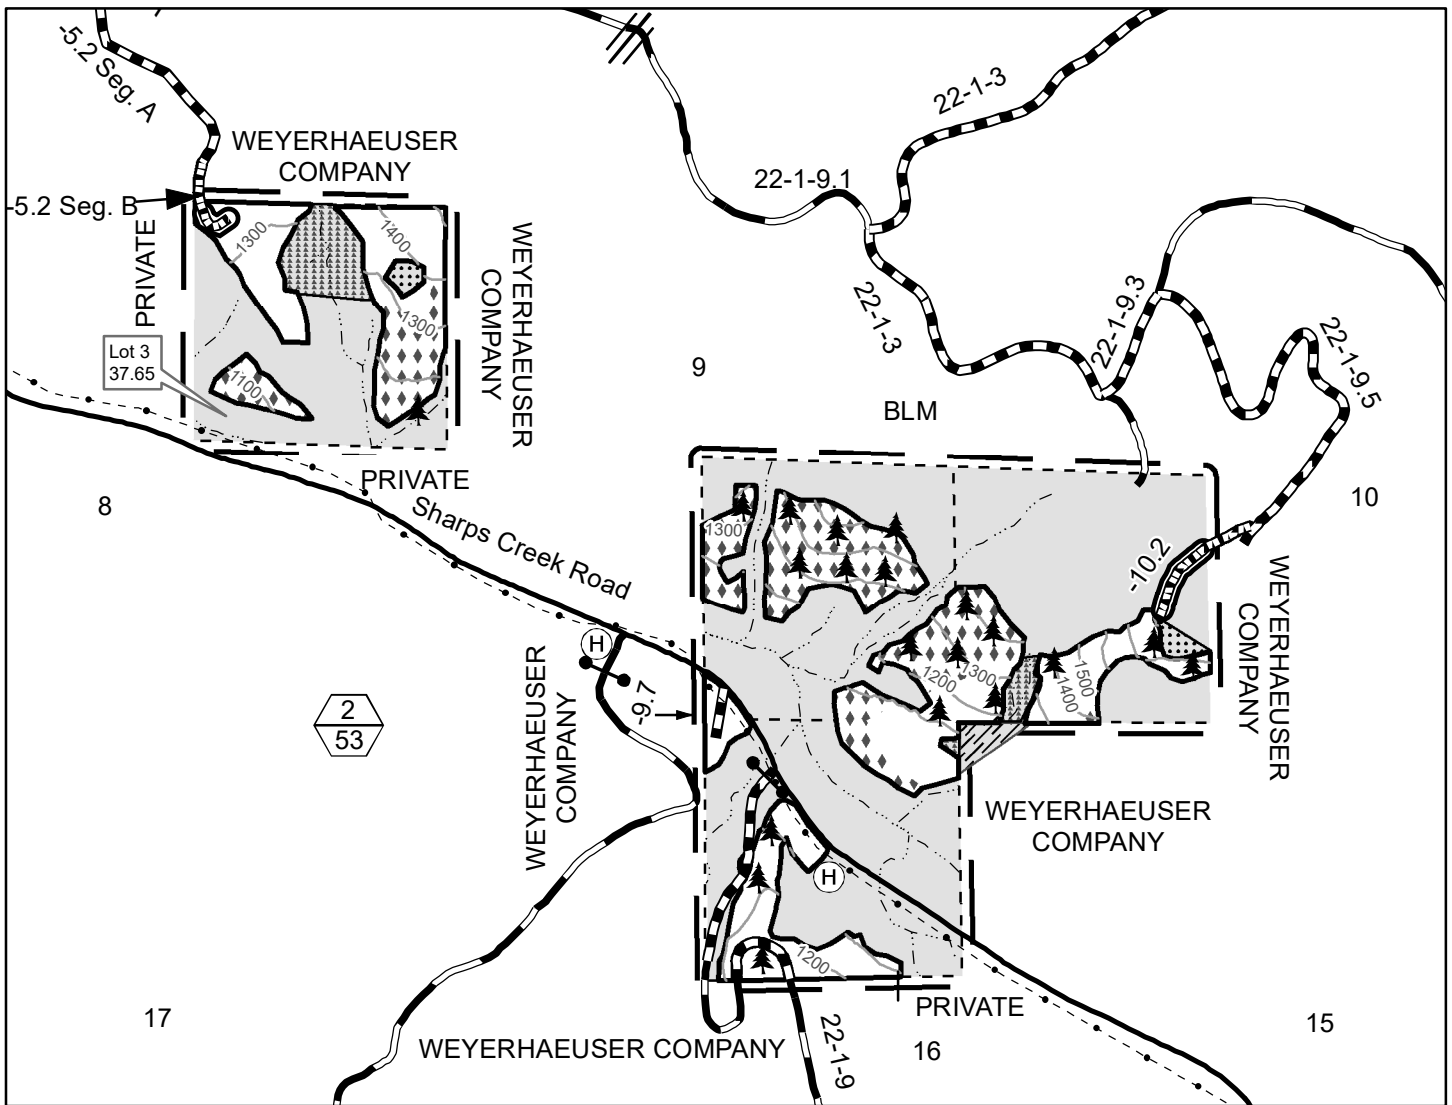 -5.2 Seg. A
22-1-3
WEYERHAEUSER
COMPANY
22-1-9.1
-5.2 Seg. B
PRIVATE
1300
1400
WEYERHAEUSER
COMPANY
1300
22-1-3
22-1-9.3
22-1-9.5
Lot 3
37.65
1100
9
BLM
PRIVATE
8
10
Sharps Creek Road
1300
-10.2
WEYERHAEUSER
COMPANY
H
WEYERHAEUSER
COMPANY
-9.7
1200
1300
1500
1400
2
53
WEYERHAEUSER
COMPANY
H
1200
PRIVATE
17
15
WEYERHAEUSER COMPANY
22-1-9
16